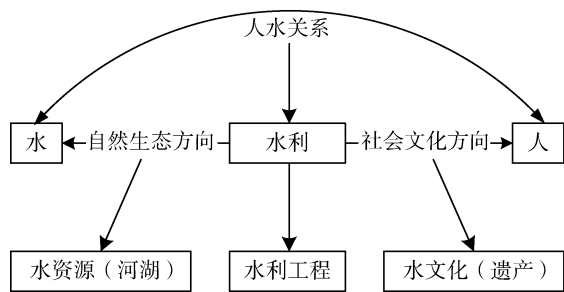 人水关系
水 自然生态方向 水利 社会文化方向 人
水资源（河湖） 水利工程 水文化（遗产）